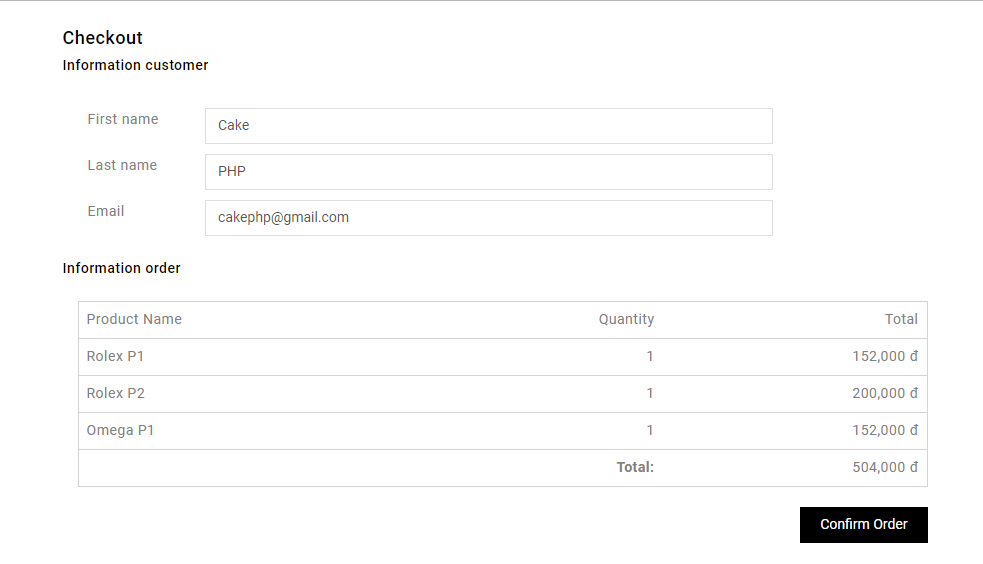 Checkout
Information customer
First name Cake
Last name PHP
Email cakephp@gmail.com
Information order
Product Name Quantity Total
Rolex P1 1 152,000 đ
Rolex P2 1 200,000 đ
Omega P1 1 152,000 đ
Total: 504,000 đ
Confirm Order